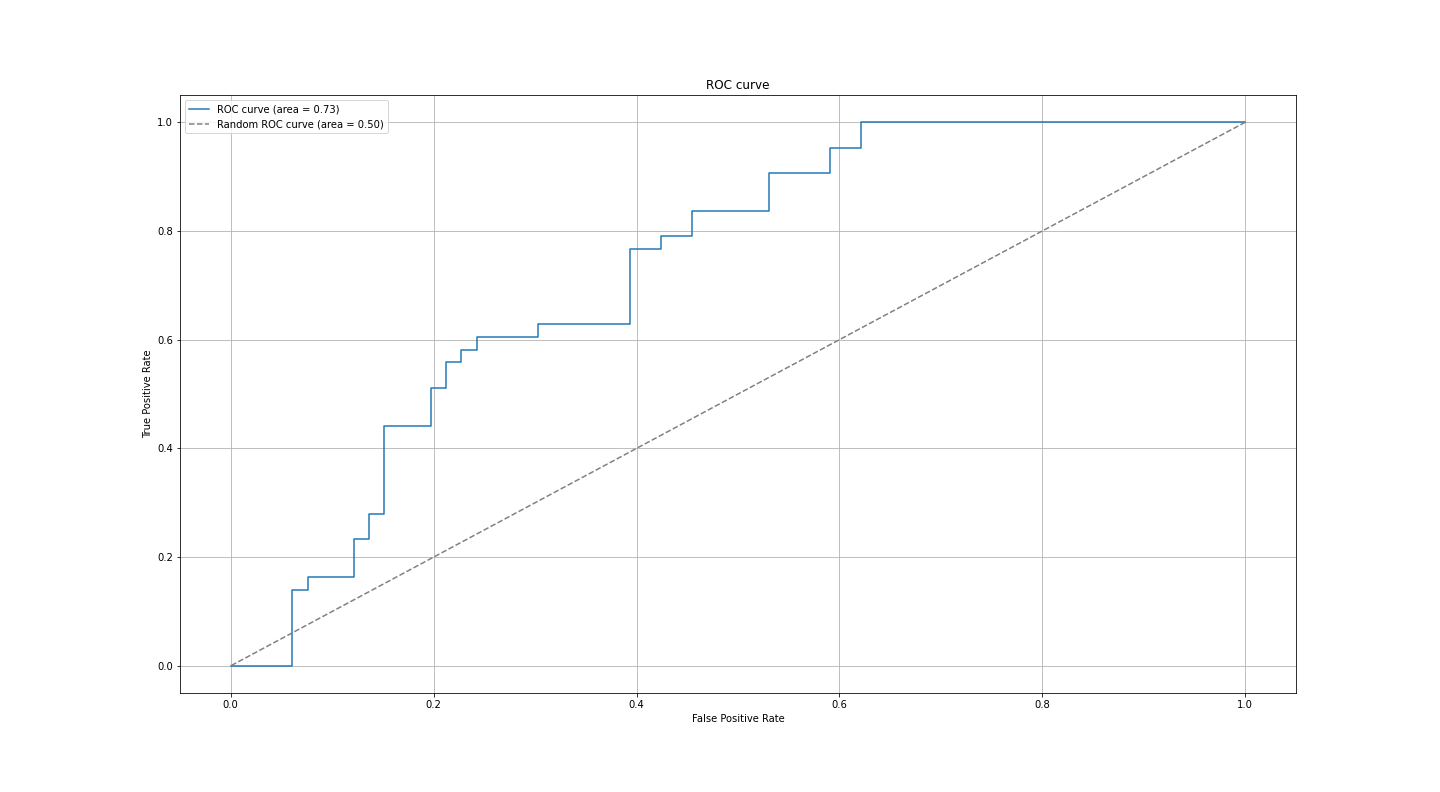 ROC curve
ROC curve (area = 0.73)
Random ROC curve (area = 0.50)
1.0
0.8
0.6
0.4
0.2
0.0
True Positive Rate
0.0 0.2 0.4 0.6 0.8 1.0
False Positive Rate